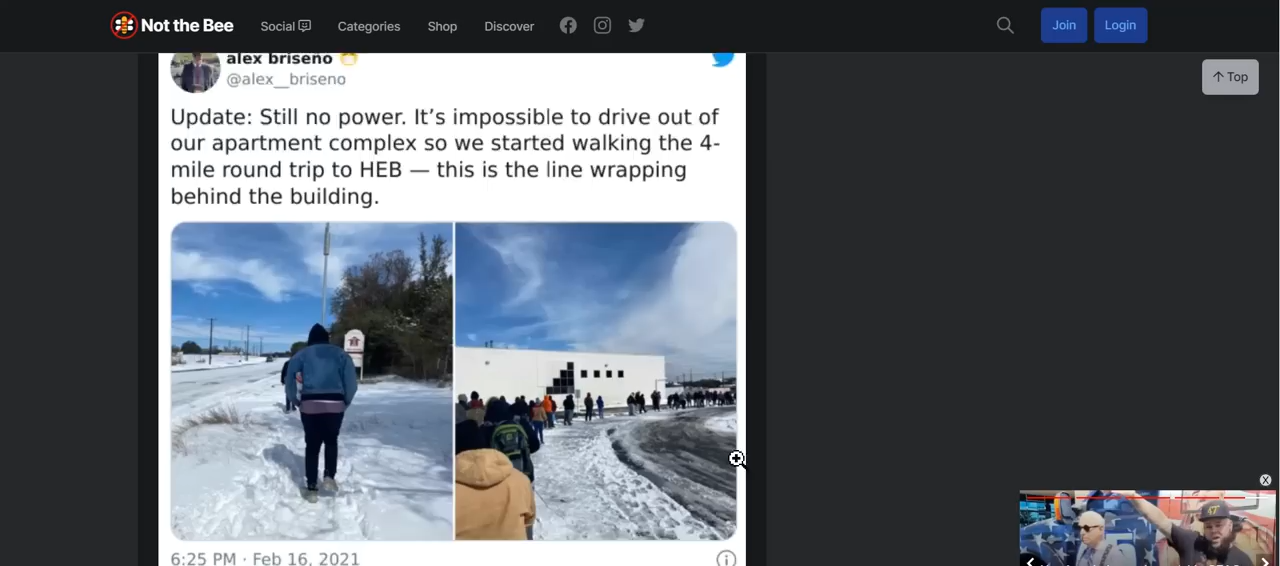 Not the Bee
Social
Categories
Shop
Discover
Join
Login
↑ Top
alex briseno
@alex__briseno
Update: Still no power. It’s impossible to drive out of
our apartment complex so we started walking the 4-
mile round trip to HEB — this is the line wrapping
behind the building.
6:25 PM · Feb 16, 2021
47